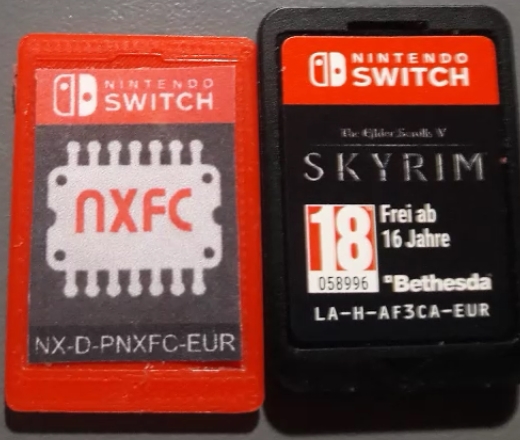 NINTENDO
SWITCH
NXFC
NX-D-PNXFC-EUR
NINTENDO
SWITCH
The Elder Scrolls V
SKYRIM
18
058996
Frei ab
16 Jahre
Bethesda
LA-H-AF3CA-EUR